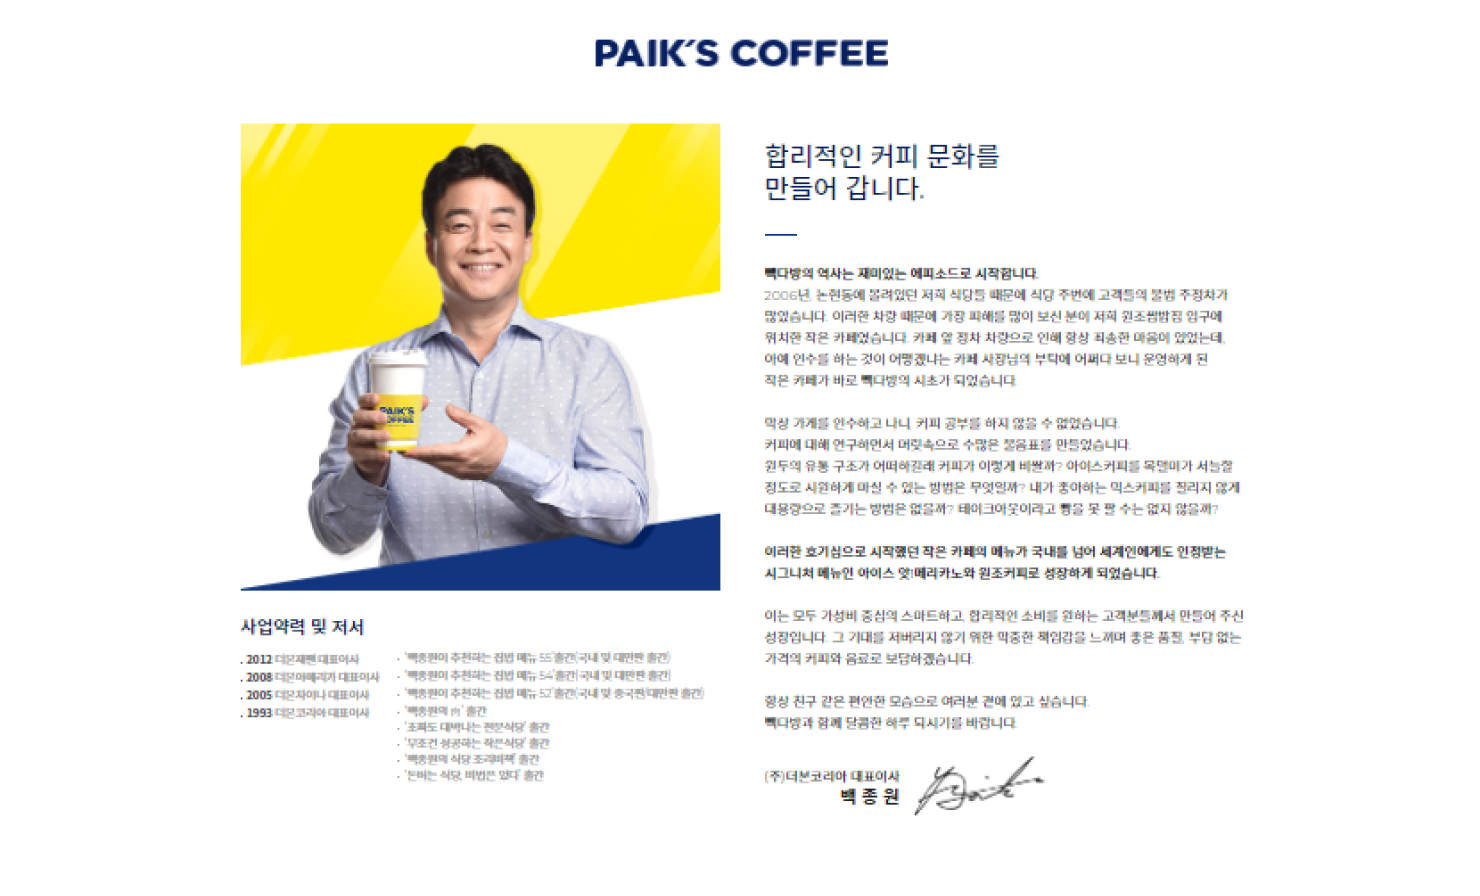 PAIK'S COFFEE
PAIK'S
COFFEE
합리적인 커피 문화를
만들어 갑니다.
빽다방의 역사는 재미있는 에피소드로 시작합니다.
2006년, 논현동에 몰려있던 저희 식당들 때문에 식당 주변에 고객들의 불법 주정차가
많았습니다. 이러한 차량 때문에 가장 피해를 많이 보신 분이 저희 원조쌈밥집 입구에
위치한 작은 카페였습니다. 카페 앞 정차 차량으로 인해 항상 죄송한 마음이 있었는데,
아예 인수를 하는 것이 어떻겠냐는 카페 사장님의 부탁에 어쩌다 보니 운영하게 된
작은 카페가 바로 빽다방의 시초가 되었습니다.
막상 가게를 인수하고 나니, 커피 공부를 하지 않을 수 없었습니다.
커피에 대해 연구하면서 머릿속으로 수많은 물음표를 만들었습니다.
원두의 유통 구조가 어떠하길래 커피가 이렇게 비쌀까? 아이스커피를 목덜미가 서늘할
정도로 시원하게 마실 수 있는 방법은 무엇일까? 내가 좋아하는 믹스커피를 질리지 않게
대용량으로 즐기는 방법은 없을까? 테이크아웃이라고 빵을 못 팔 수는 없지 않을까?
이러한 호기심으로 시작했던 작은 카페의 메뉴가 국내를 넘어 세계인에게도 인정받는
시그니처 메뉴인 아이스 앗!메리카노와 원조커피로 성장하게 되었습니다.
이는 모두 가성비 중심의 스마트하고, 합리적인 소비를 원하는 고객분들께서 만들어 주신
성장입니다. 그 기대를 저버리지 않기 위한 막중한 책임감을 느끼며 좋은 품질, 부담 없는
가격의 커피와 음료로 보답하겠습니다.
항상 친구 같은 편안한 모습으로 여러분 곁에 있고 싶습니다.
빽다방과 함께 달콤한 하루 되시기를 바랍니다.
(주)더본코리아 대표이사
백 종 원
사업약력 및 저서
. 2012 더본재팬 대표이사
. 2008 더본아메리카 대표이사
. 2005 더본차이나 대표이사
. 1993 더본코리아 대표이사
· '백종원이 추천하는 집밥 메뉴 55' 출간(국내 및 대만판 출간)
· '백종원이 추천하는 집밥 메뉴 54' 출간(국내 및 대만판 출간)
· '백종원이 추천하는 집밥 메뉴 52' 출간(국내 및 중국판/대만판 출간)
· '백종원의 肉' 출간
· '초짜도 대박나는 전문식당' 출간
· '무조건 성공하는 작은식당' 출간
· '백종원의 식당 조리비책' 출간
· '돈버는 식당, 비법은 있다' 출간